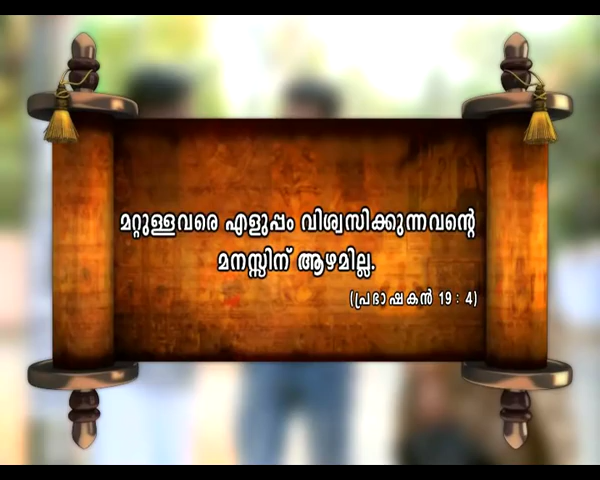 മറ്റുള്ളവരെ എളുപ്പം വിശ്വസിക്കുന്നവന്റെ
മനസ്സിന് ആഴമില്ല.
(പ്രഭാഷകൻ 19 : 4)